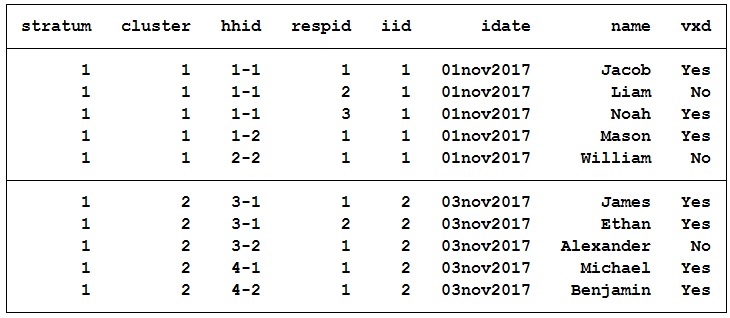 stratum cluster hhid respid iid idate name vxd
1 1 1-1 1 1 01nov2017 Jacob Yes
1 1 1-1 2 1 01nov2017 Liam No
1 1 1-1 3 1 01nov2017 Noah Yes
1 1 1-2 1 1 01nov2017 Mason Yes
1 1 2-2 1 1 01nov2017 William No
1 2 3-1 1 2 03nov2017 James Yes
1 2 3-1 2 2 03nov2017 Ethan Yes
1 2 3-2 1 2 03nov2017 Alexander No
1 2 4-1 1 2 03nov2017 Michael Yes
1 2 4-2 1 2 03nov2017 Benjamin Yes